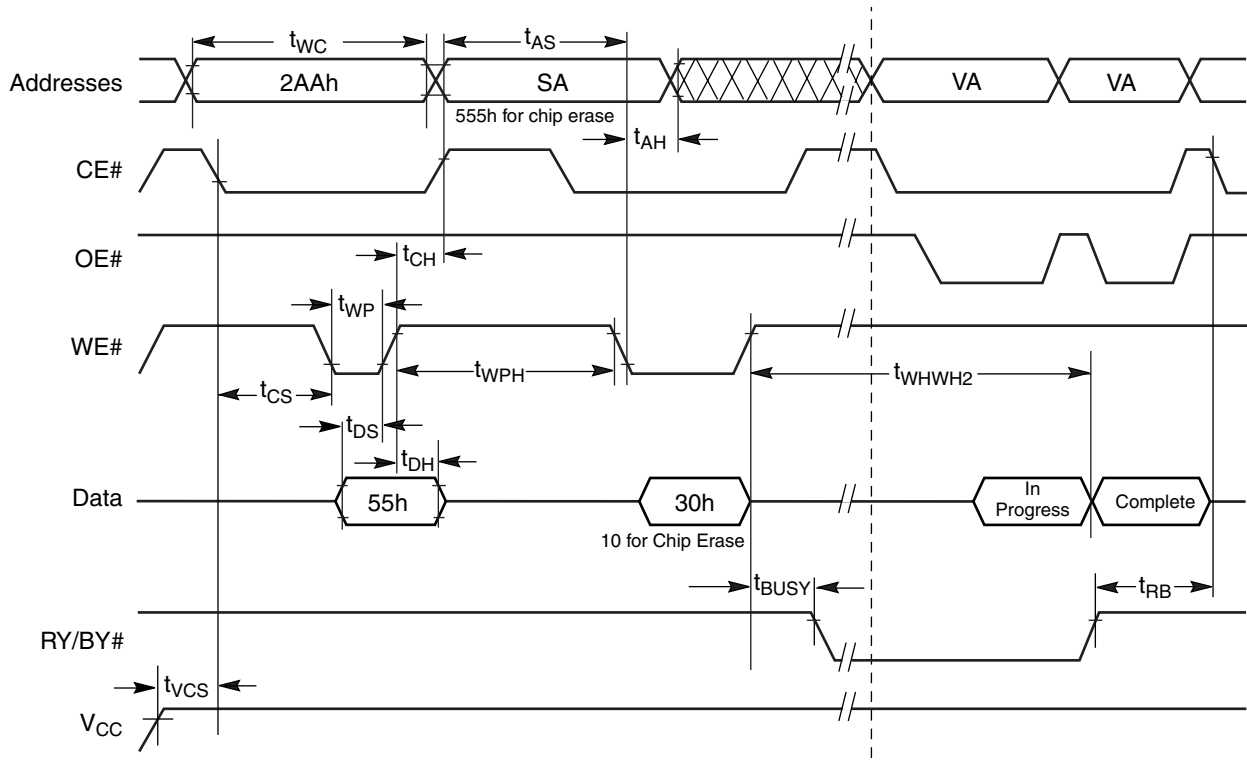 tWC
tAS
Addresses
2AAh
SA
VA
VA
555h for chip erase
tAH
CE#
OE#
tCH
tWP
WE#
tWPH
tWHWH2
tCS
tDS
tDH
Data
55h
30h
In
Progress
Complete
10 for Chip Erase
tBUSY
tRB
RY/BY#
tVCS
VCC